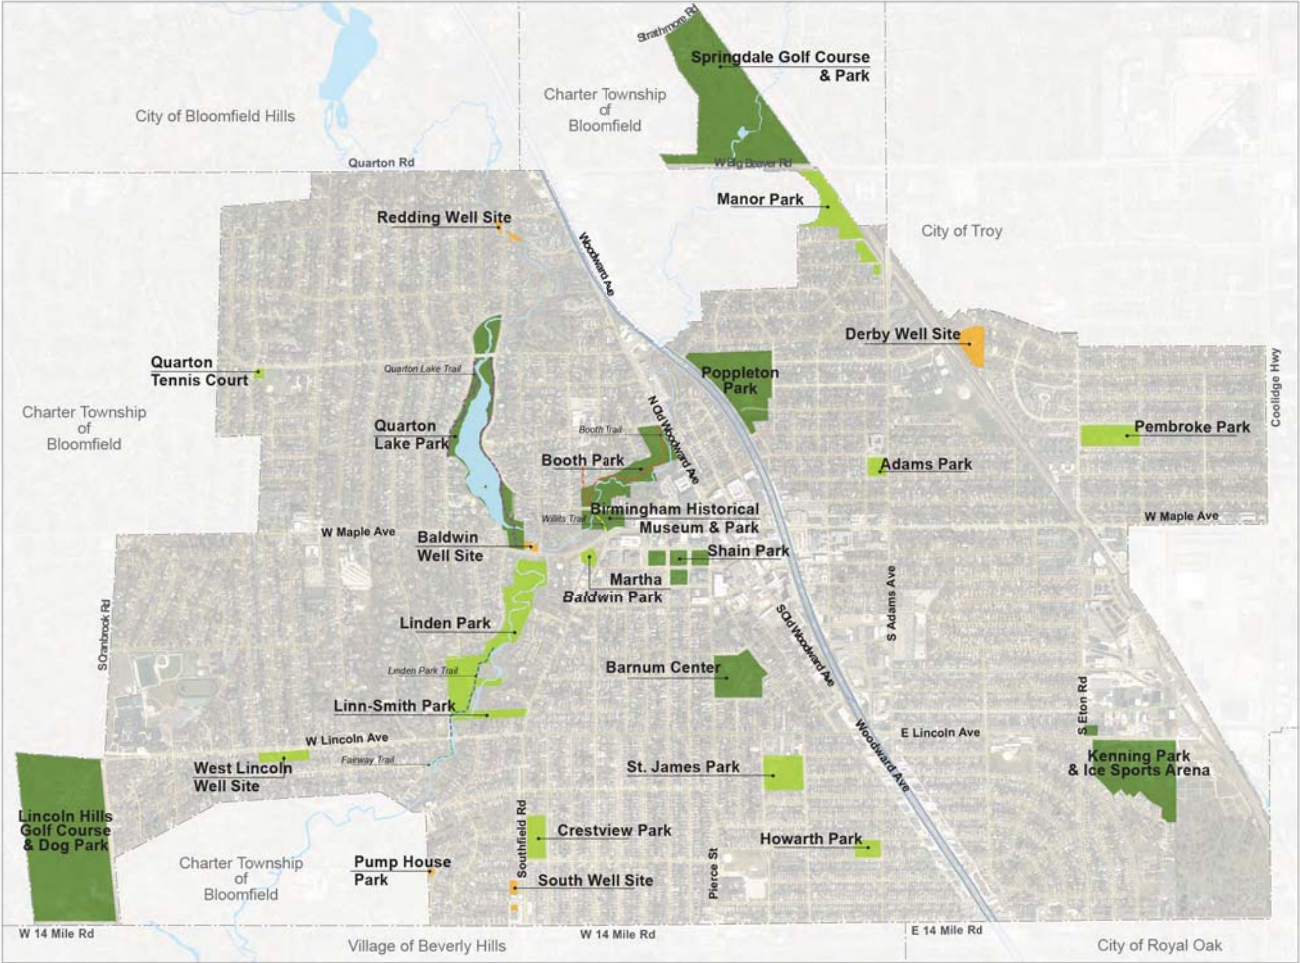 Strathmore Rd
Springdale Golf Course
& Park
Charter Township
of
Bloomfield
City of Bloomfield Hills
Quarton Rd
W Big Beaver Rd
Manor Park
Redding Well Site
City of Troy
Woodward Ave
Derby Well Site
Quarton
Tennis Court
Quarton Lake Trail
Poppleton
Park
Coolidge Hwy
Charter Township
of
Bloomfield
Quarton
Lake Park
N Old Woodward Ave
Booth Trail
Pembroke Park
Booth Park
Adams Park
Birmingham Historical
Museum & Park
Willits Trail
W Maple Ave
W Maple Ave
Baldwin
Well Site
Shain Park
Martha
Baldwin Park
S Adams Ave
S Cranbrook Rd
Linden Park
S Old Woodward Ave
Linden Park Trail
Barnum Center
Linn-Smith Park
S Eton Rd
W Lincoln Ave
E Lincoln Ave
Woodward Ave
Fairway Trail
West Lincoln
Well Site
St. James Park
Kenning Park
& Ice Sports Arena
Lincoln Hills
Golf Course
& Dog Park
Southfield Rd
Crestview Park
Howarth Park
Charter Township
of
Bloomfield
Pump House
Park
South Well Site
Pierce St
W 14 Mile Rd
Village of Beverly Hills
W 14 Mile Rd
E 14 Mile Rd
City of Royal Oak